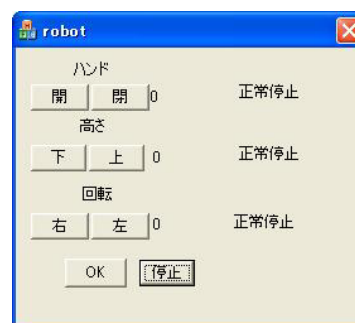 robot
ハンド
開 閉 0 正常停止
高さ
下 上 0 正常停止
回転
右 左 0 正常停止
OK 停止